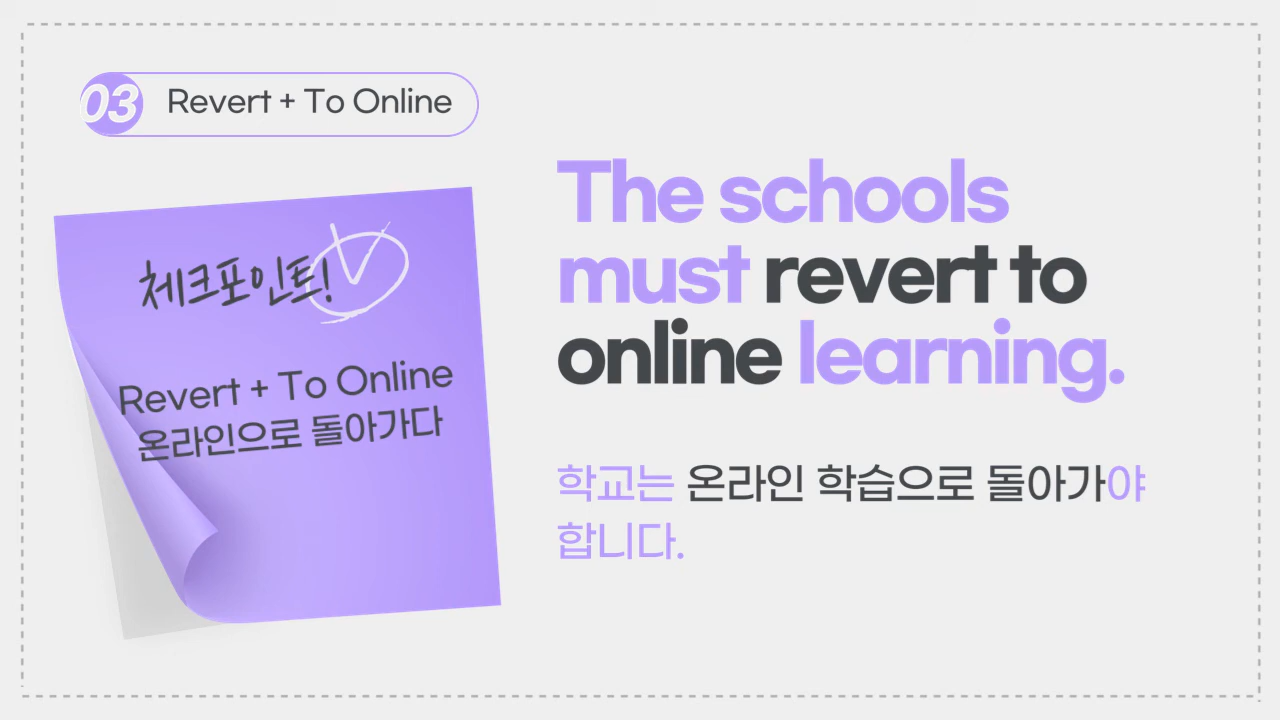 03 Revert + To Online
체크포인트!
Revert + To Online
온라인으로 돌아가다
The schools
must revert to
online learning.
학교는 온라인 학습으로 돌아가야
합니다.